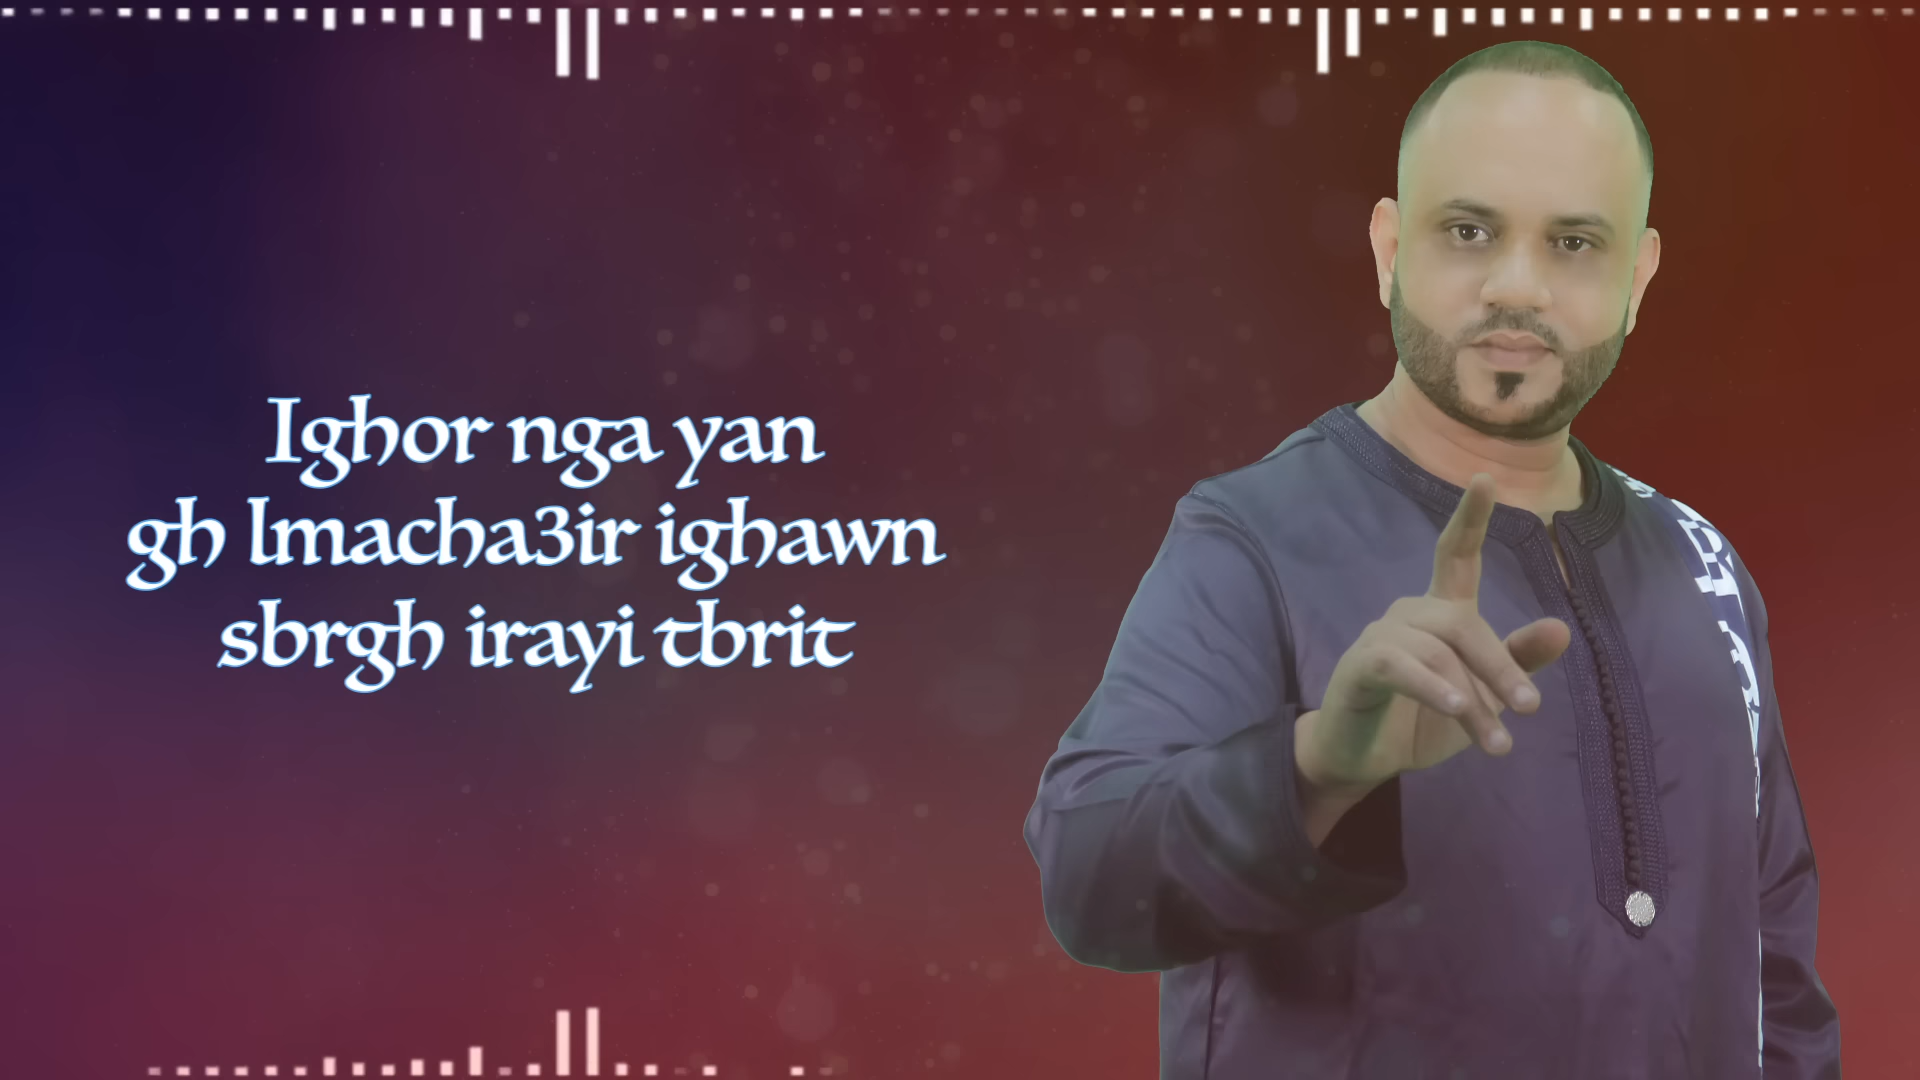 Ighor nga yan
gh lmacha3ir ighawn
sbrgh irayi tbrit